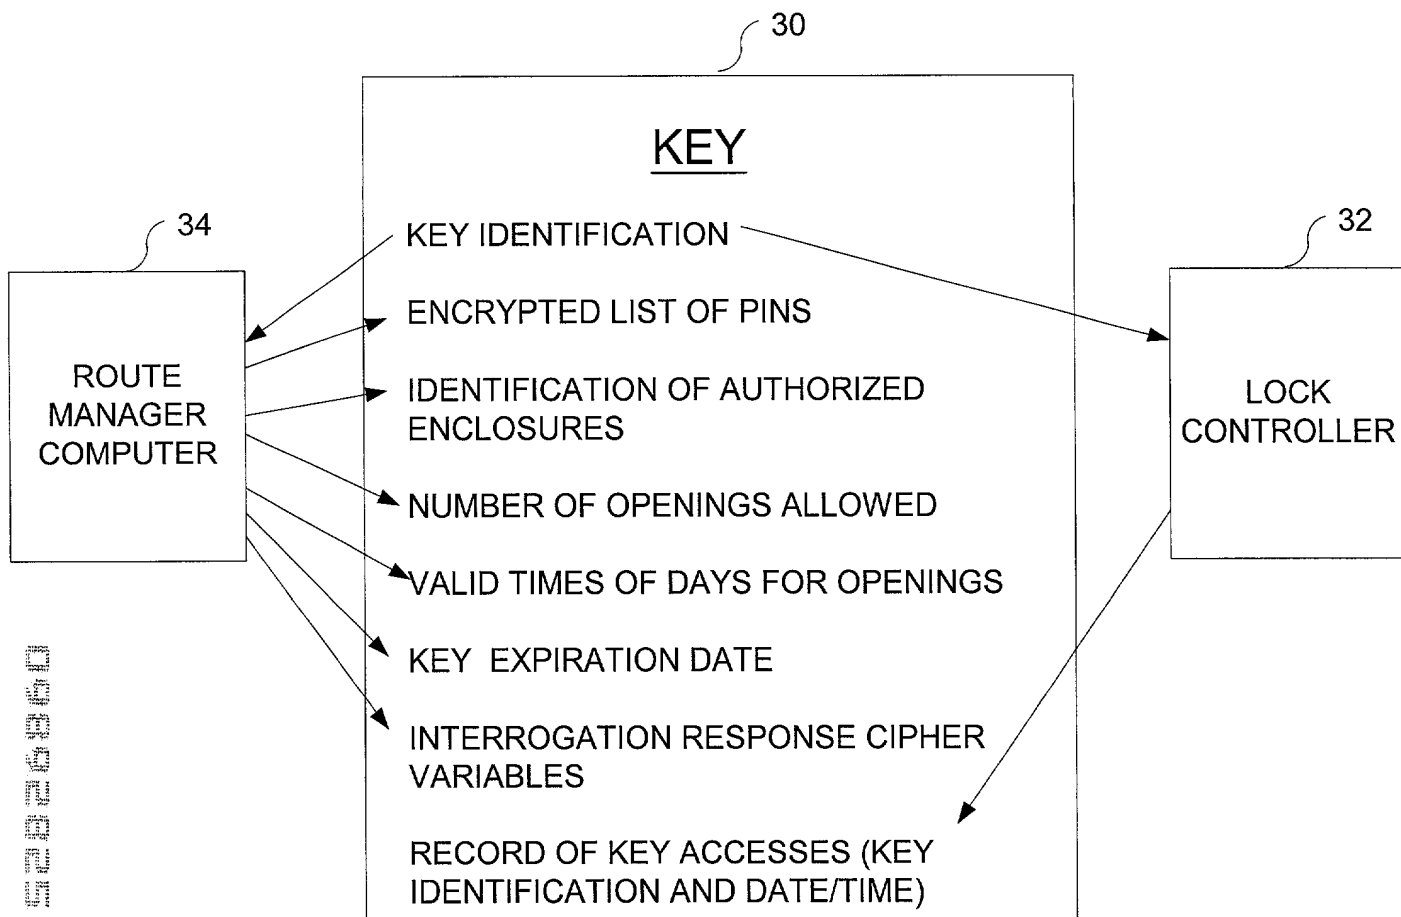 30
KEY
34
KEY IDENTIFICATION
32
ENCRYPTED LIST OF PINS
ROUTE
MANAGER
COMPUTER
IDENTIFICATION OF AUTHORIZED
ENCLOSURES
LOCK
CONTROLLER
NUMBER OF OPENINGS ALLOWED
VALID TIMES OF DAYS FOR OPENINGS
KEY EXPIRATION DATE
INTERROGATION RESPONSE CIPHER
VARIABLES
RECORD OF KEY ACCESSES (KEY
IDENTIFICATION AND DATE/TIME)